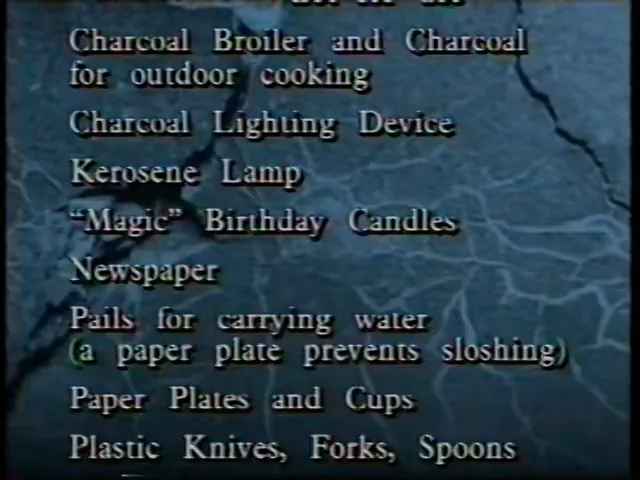 Charcoal Broiler and Charcoal
for outdoor cooking
Charcoal Lighting Device
Kerosene Lamp
“Magic” Birthday Candles
Newspaper
Pails for carrying water
(a paper plate prevents sloshing)
Paper Plates and Cups
Plastic Knives, Forks, Spoons